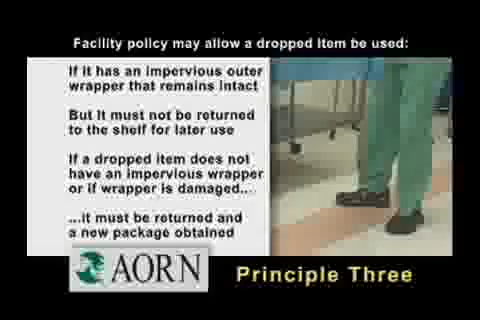 Facility policy may allow a dropped item be used:
If it has an impervious outer
wrapper that remains intact
But it must not be returned
to the shelf for later use
If a dropped item does not
have an impervious wrapper
or if wrapper is damaged...
...it must be returned and
a new package obtained
AORN
Principle Three